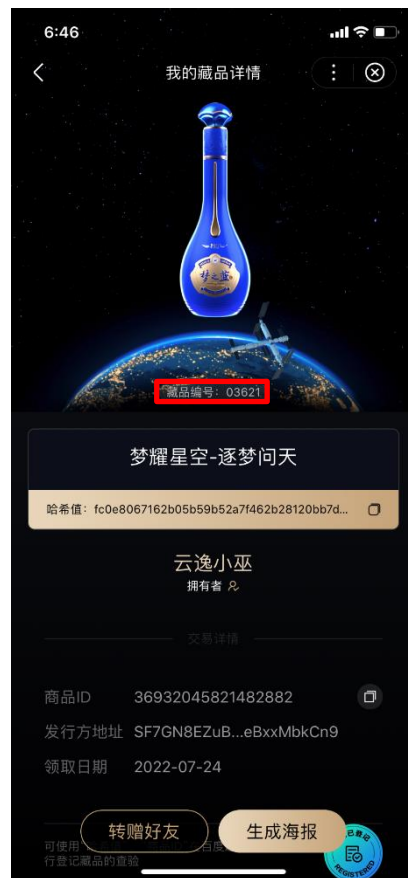 6:46
我的藏品详情
梦之蓝
藏品编号：03621
梦耀星空-逐梦问天
哈希值：fc0e8067162b05b59b52a7f462b28120bb7d...
云逸小巫
拥有者
交易详情
商品ID 36932045821482882
发行方地址 SF7GN8EZuB...eBxxMbkCn9
领取日期 2022-07-24
转赠好友 生成海报
可使用
行登记藏品的查验
已登记
REGISTERED